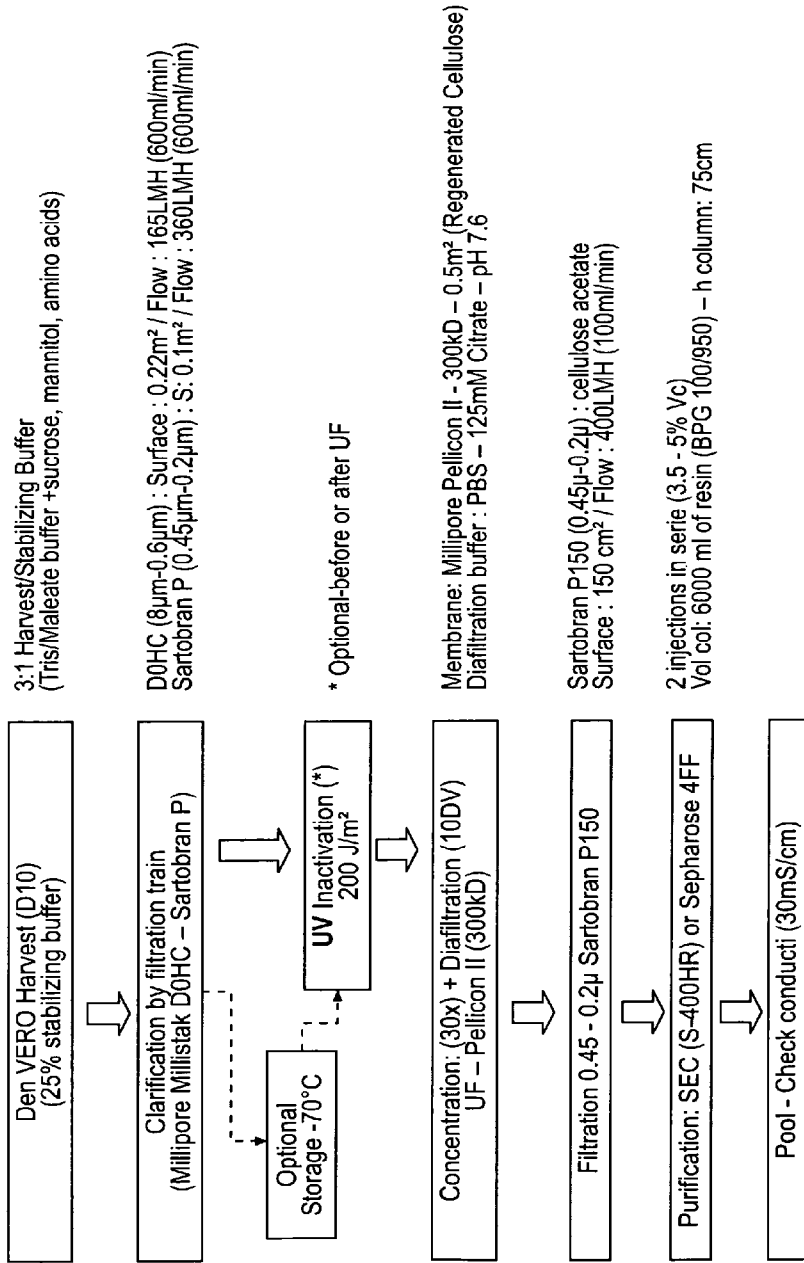 Den VERO Harvest (D10)
(25% stabilizing buffer)
3:1 Harvest/Stabilizing Buffer
(Tris/Maleate buffer +sucrose, mannitol, amino acids)
Clarification by filtration train
(Millipore Millistak D0HC – Sartobran P)
D0HC (8µm-0.6µm) : Surface : 0.22m² / Flow : 165LMH (600ml/min)
Sartobran P (0.45µm-0.2µm) : S: 0.1m² / Flow : 360LMH (600ml/min)
Optional
Storage -70°C
UV Inactivation (*)
200 J/m²
* Optional-before or after UF
Concentration: (30x) + Diafiltration (10DV)
UF – Pellicon II (300kD)
Membrane: Millipore Pellicon II - 300kD – 0.5m² (Regenerated Cellulose)
Diafiltration buffer : PBS – 125mM Citrate – pH 7.6
Filtration 0.45 - 0.2µ Sartobran P150
Sartobran P150 (0.45µ-0.2µ) : cellulose acetate
Surface : 150 cm² / Flow : 400LMH (100ml/min)
Purification: SEC (S-400HR) or Sepharose 4FF
2 injections in serie (3.5 - 5% Vc)
Vol col: 6000 ml of resin (BPG 100/950) – h column: 75cm
Pool - Check conducti (30mS/cm)